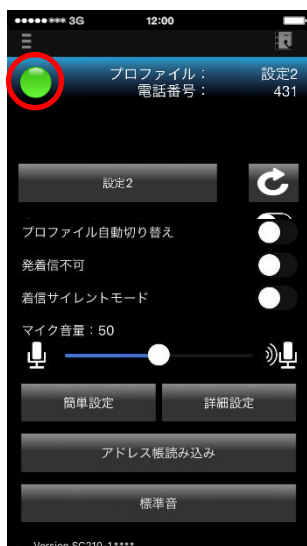 ●●●●●*** 3G 12:00
プロファイル： 設定2
電話番号： 431
設定2
プロファイル自動切り替え
発着信不可
着信サイレントモード
マイク音量：50
簡単設定 詳細設定
アドレス帳読み込み
標準音
Version SC210-1****